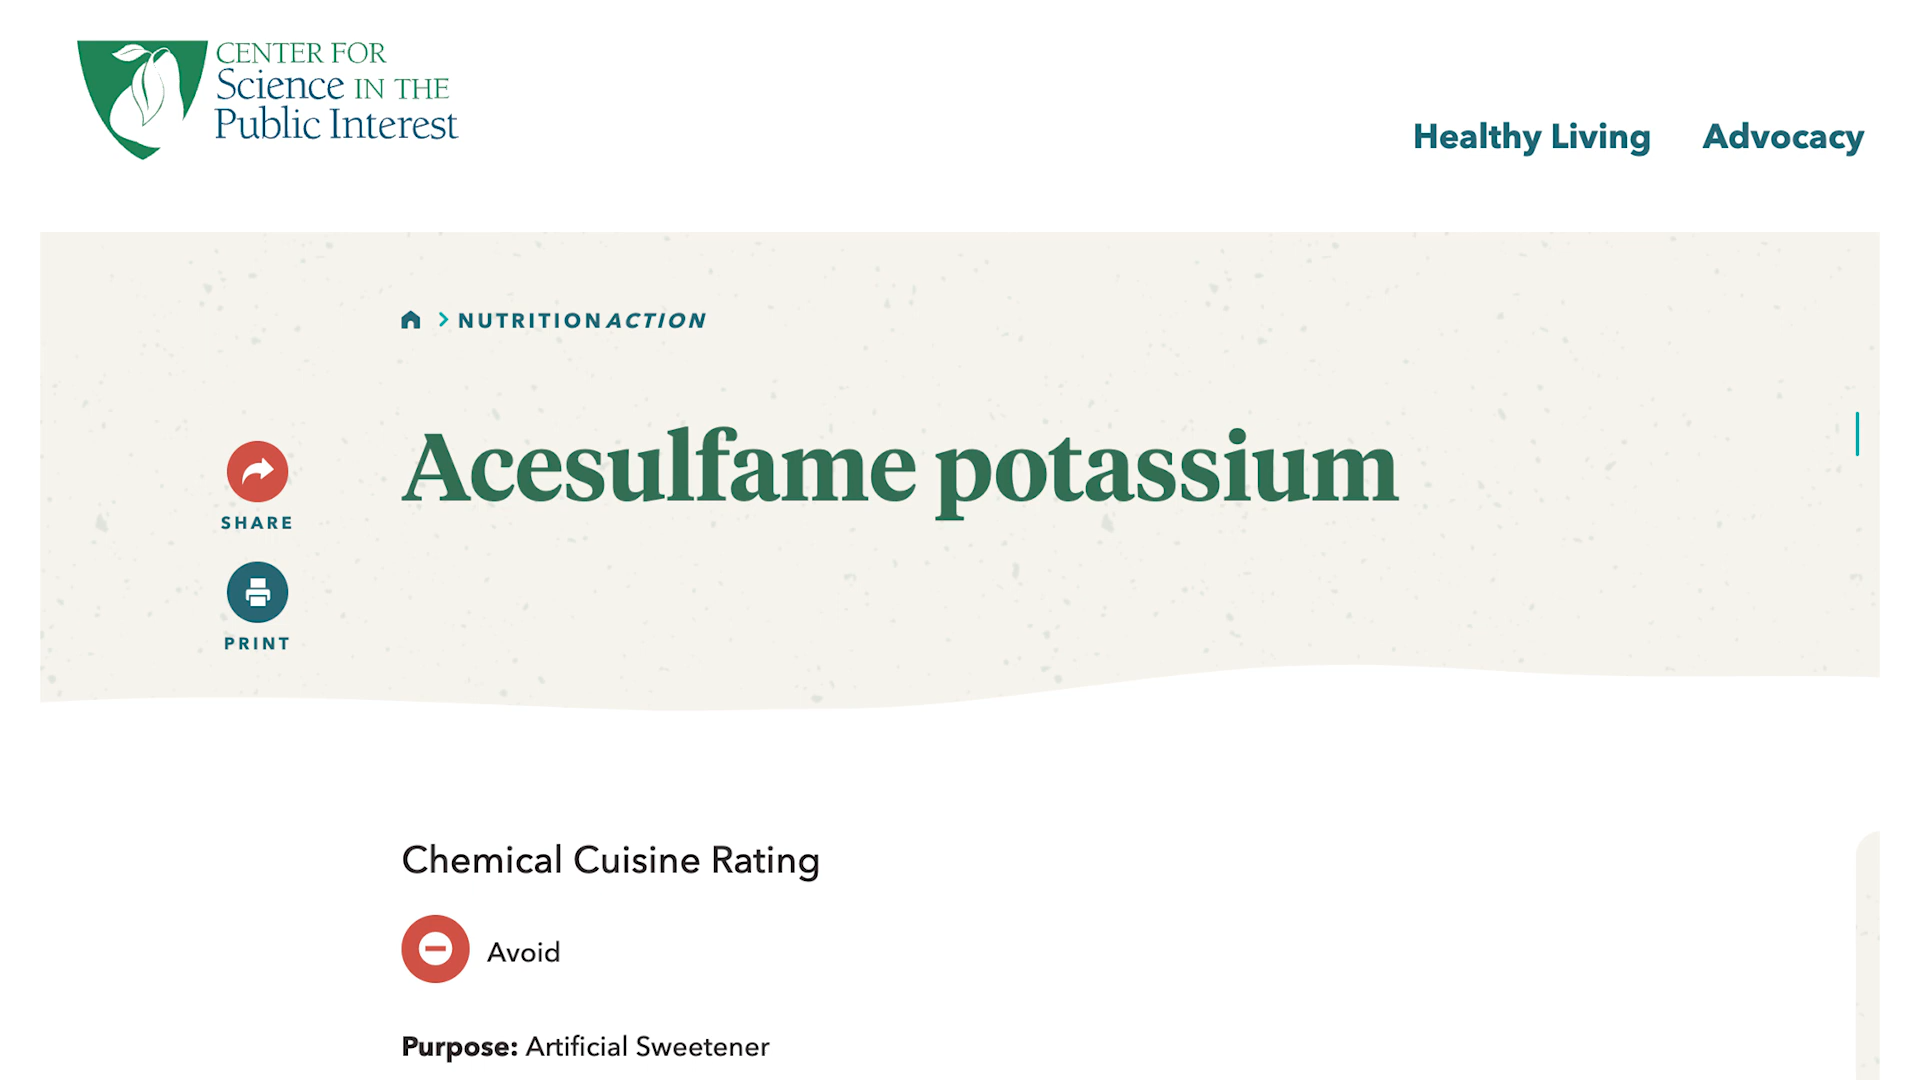 CENTER FOR
Science IN THE
Public Interest
Healthy Living
Advocacy
NUTRITIONACTION
Acesulfame potassium
SHARE
PRINT
Chemical Cuisine Rating
Avoid
Purpose: Artificial Sweetener